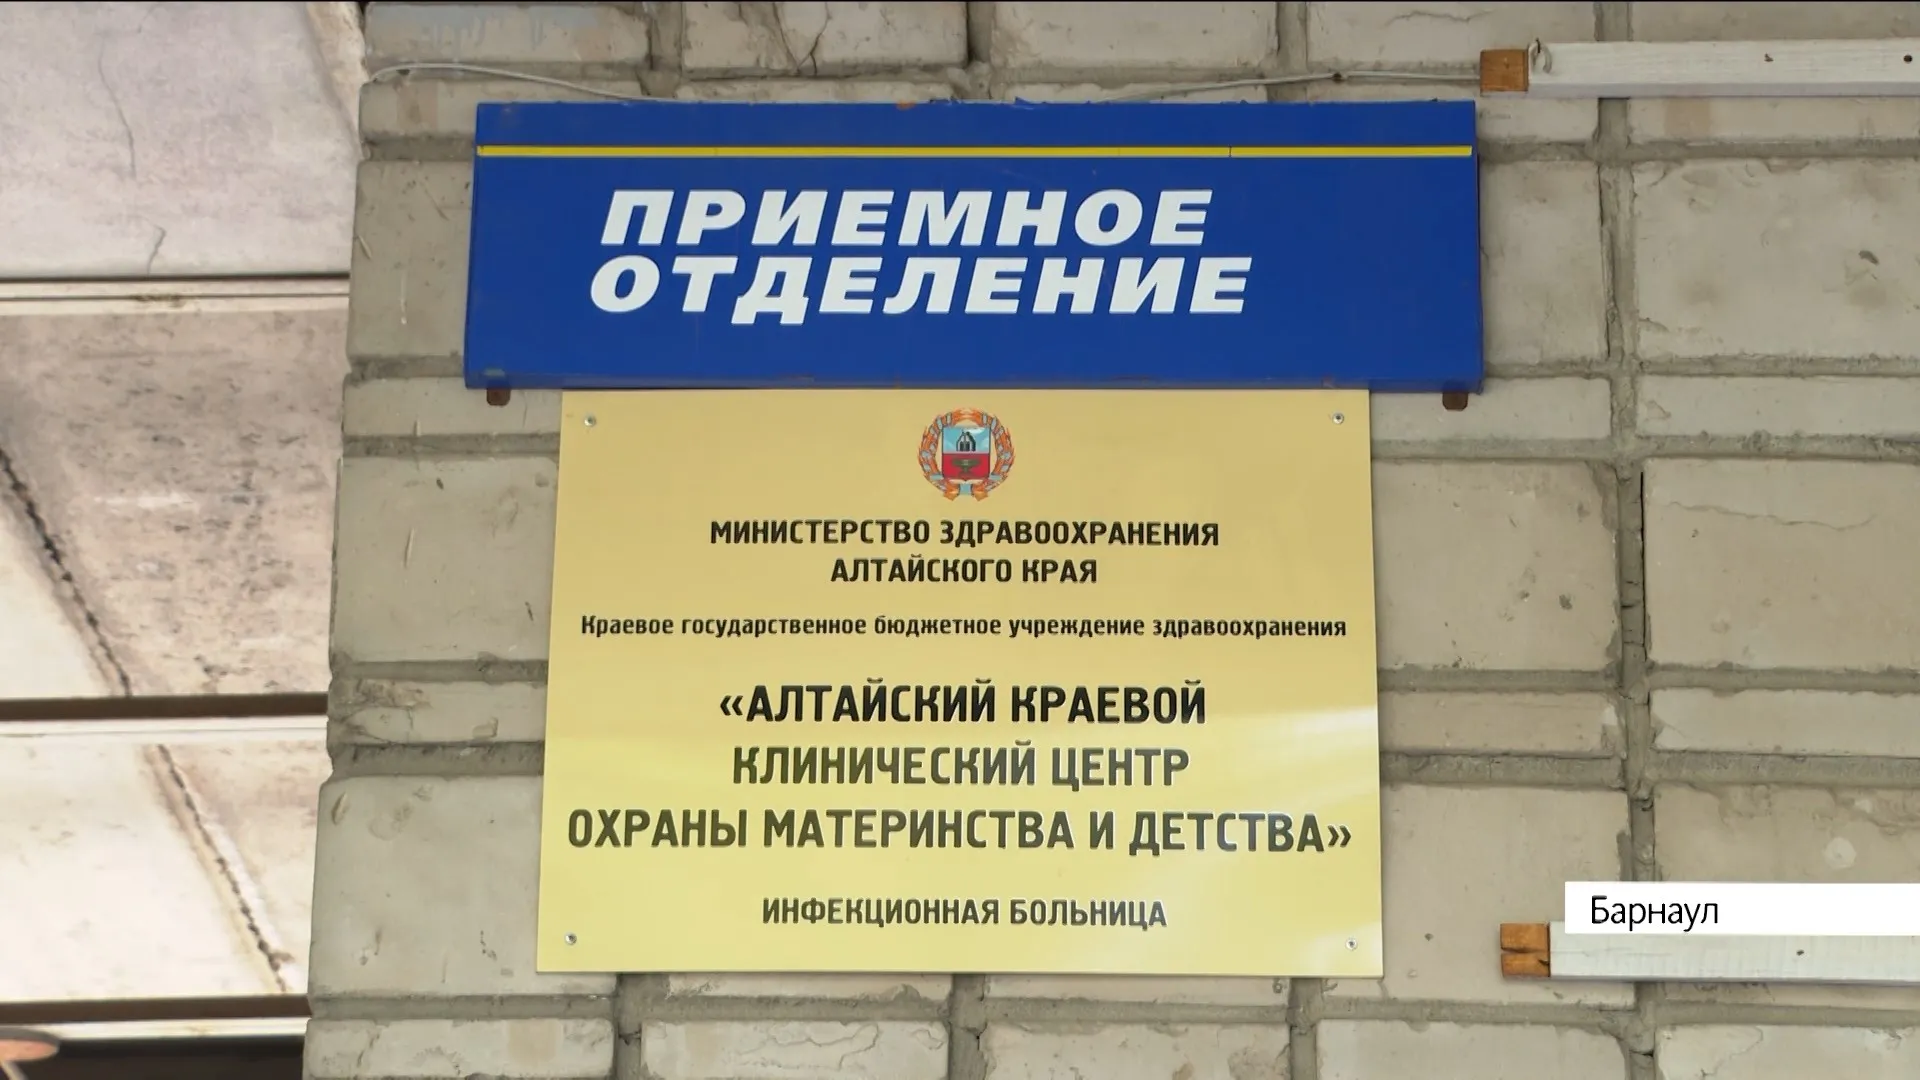 ПРИЕМНОЕ
ОТДЕЛЕНИЕ
МИНИСТЕРСТВО ЗДРАВООХРАНЕНИЯ
АЛТАЙСКОГО КРАЯ
Краевое государственное бюджетное учреждение здравоохранения
«АЛТАЙСКИЙ КРАЕВОЙ
КЛИНИЧЕСКИЙ ЦЕНТР
ОХРАНЫ МАТЕРИНСТВА И ДЕТСТВА»
ИНФЕКЦИОННАЯ БОЛЬНИЦА
Барнаул